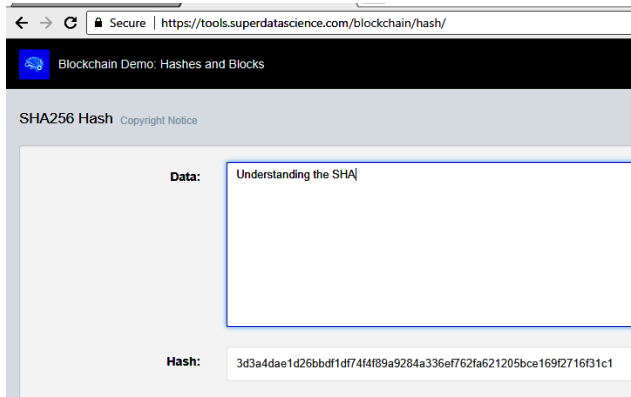 Secure | https://tools.superdatascience.com/blockchain/hash/
Blockchain Demo: Hashes and Blocks
SHA256 Hash Copyright Notice
Data: Understanding the SHA
Hash: 3d3a4dae1d26bbdf1df74f4f89a9284a336ef762fa621205bce169f2716f31c1